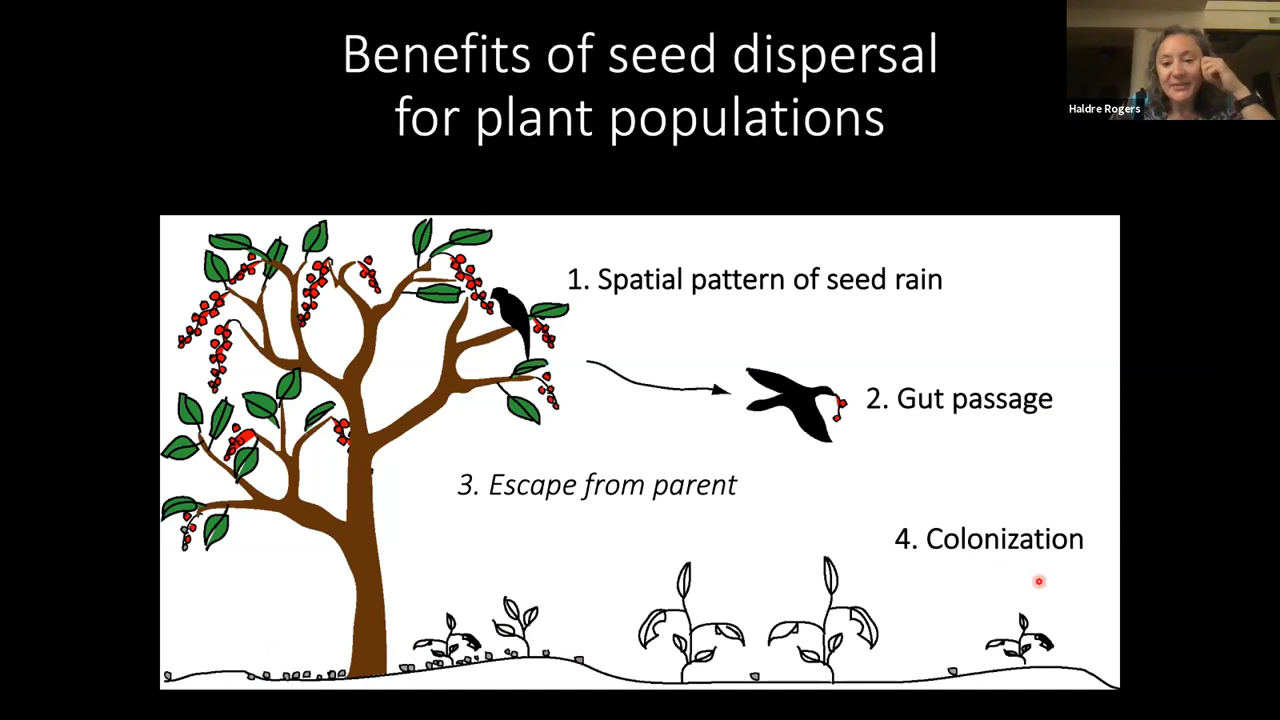 Benefits of seed dispersal
for plant populations
Haldre Rogers
1. Spatial pattern of seed rain
2. Gut passage
3. Escape from parent
4. Colonization